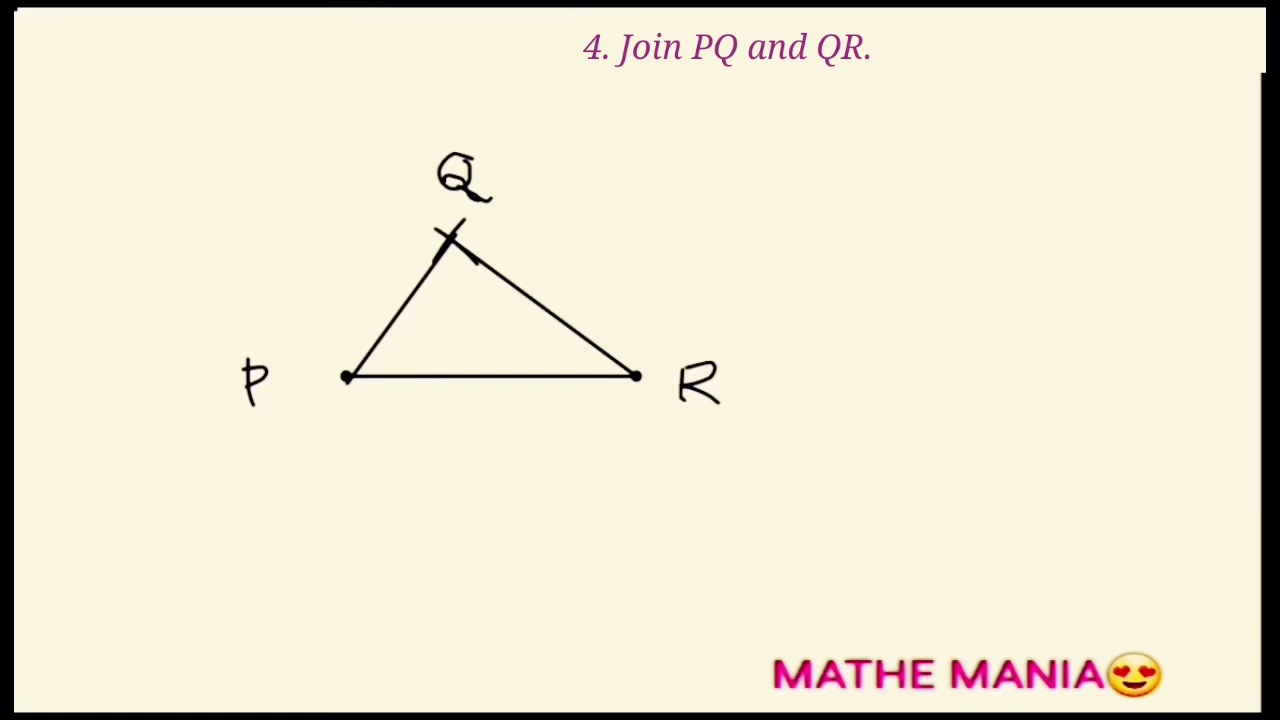 4. Join PQ and QR.
Q
P
R
MATHE MANIA😍